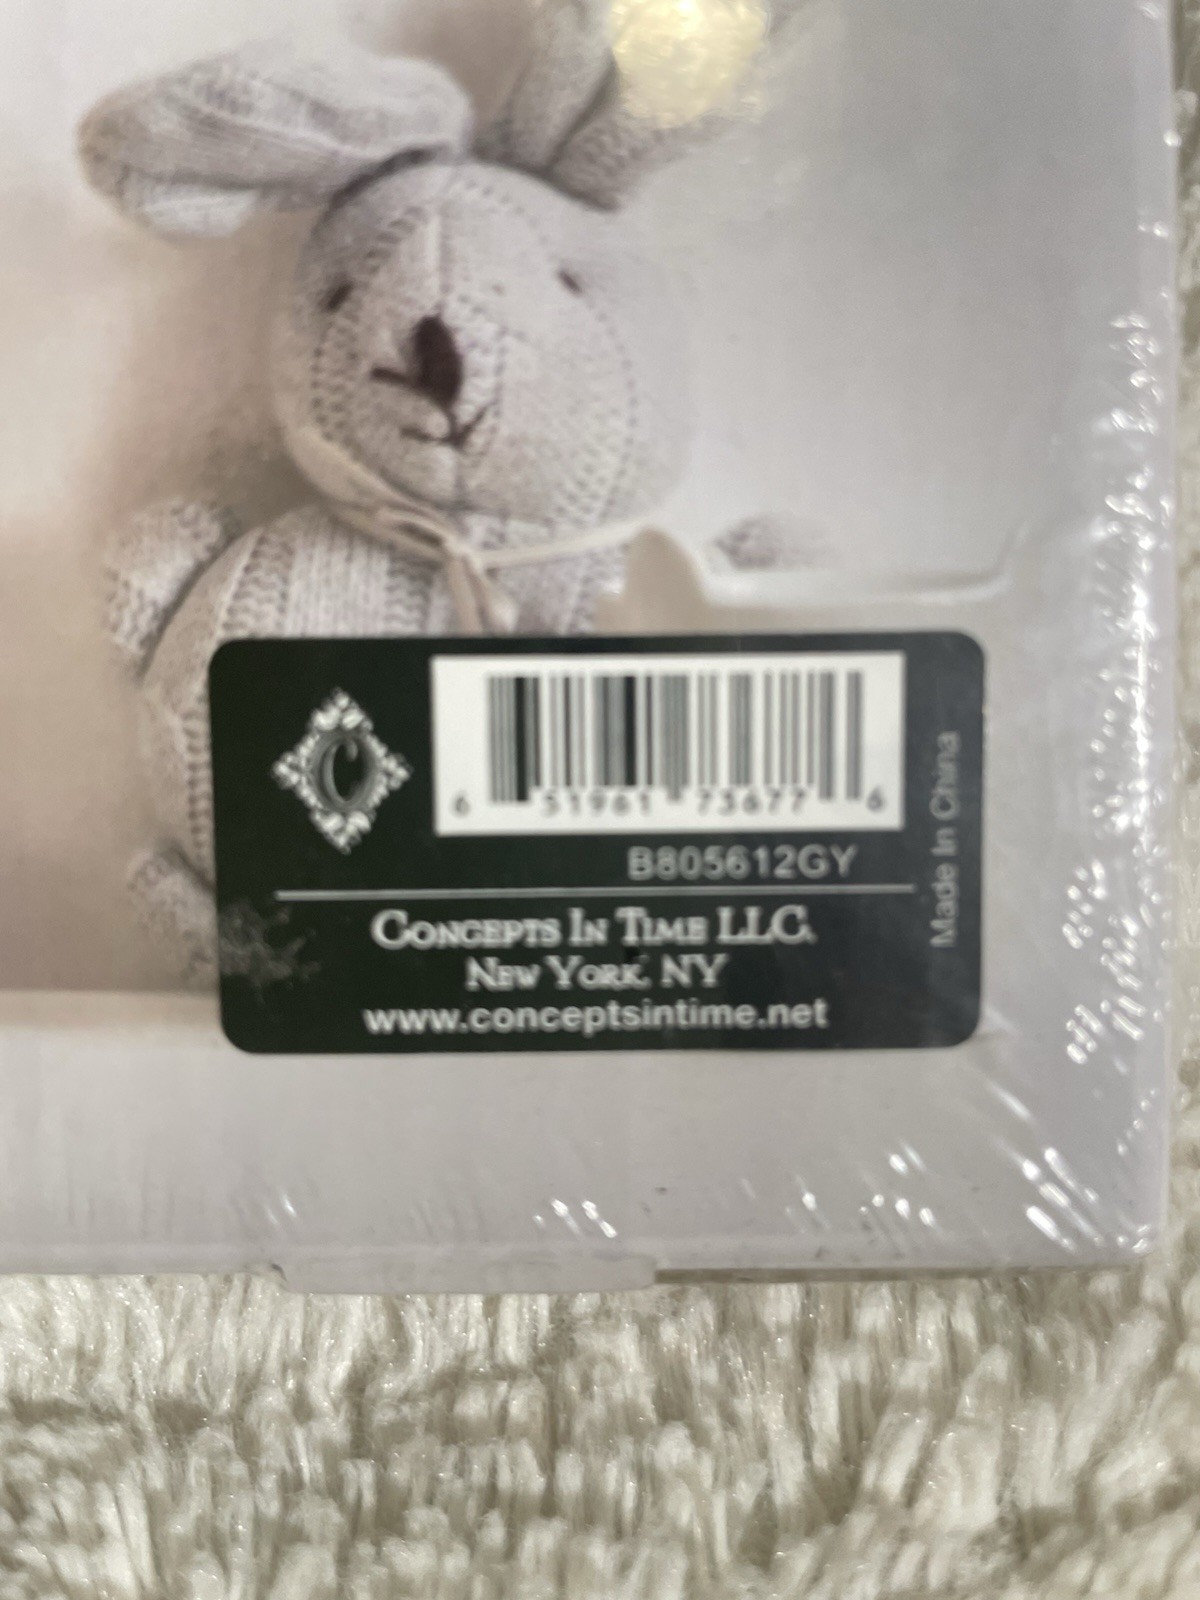 C
6 51961 73677 6
B805612GY
Made In China
CONCEPTS IN TIME LLC.
NEW YORK, NY
www.conceptsintime.net